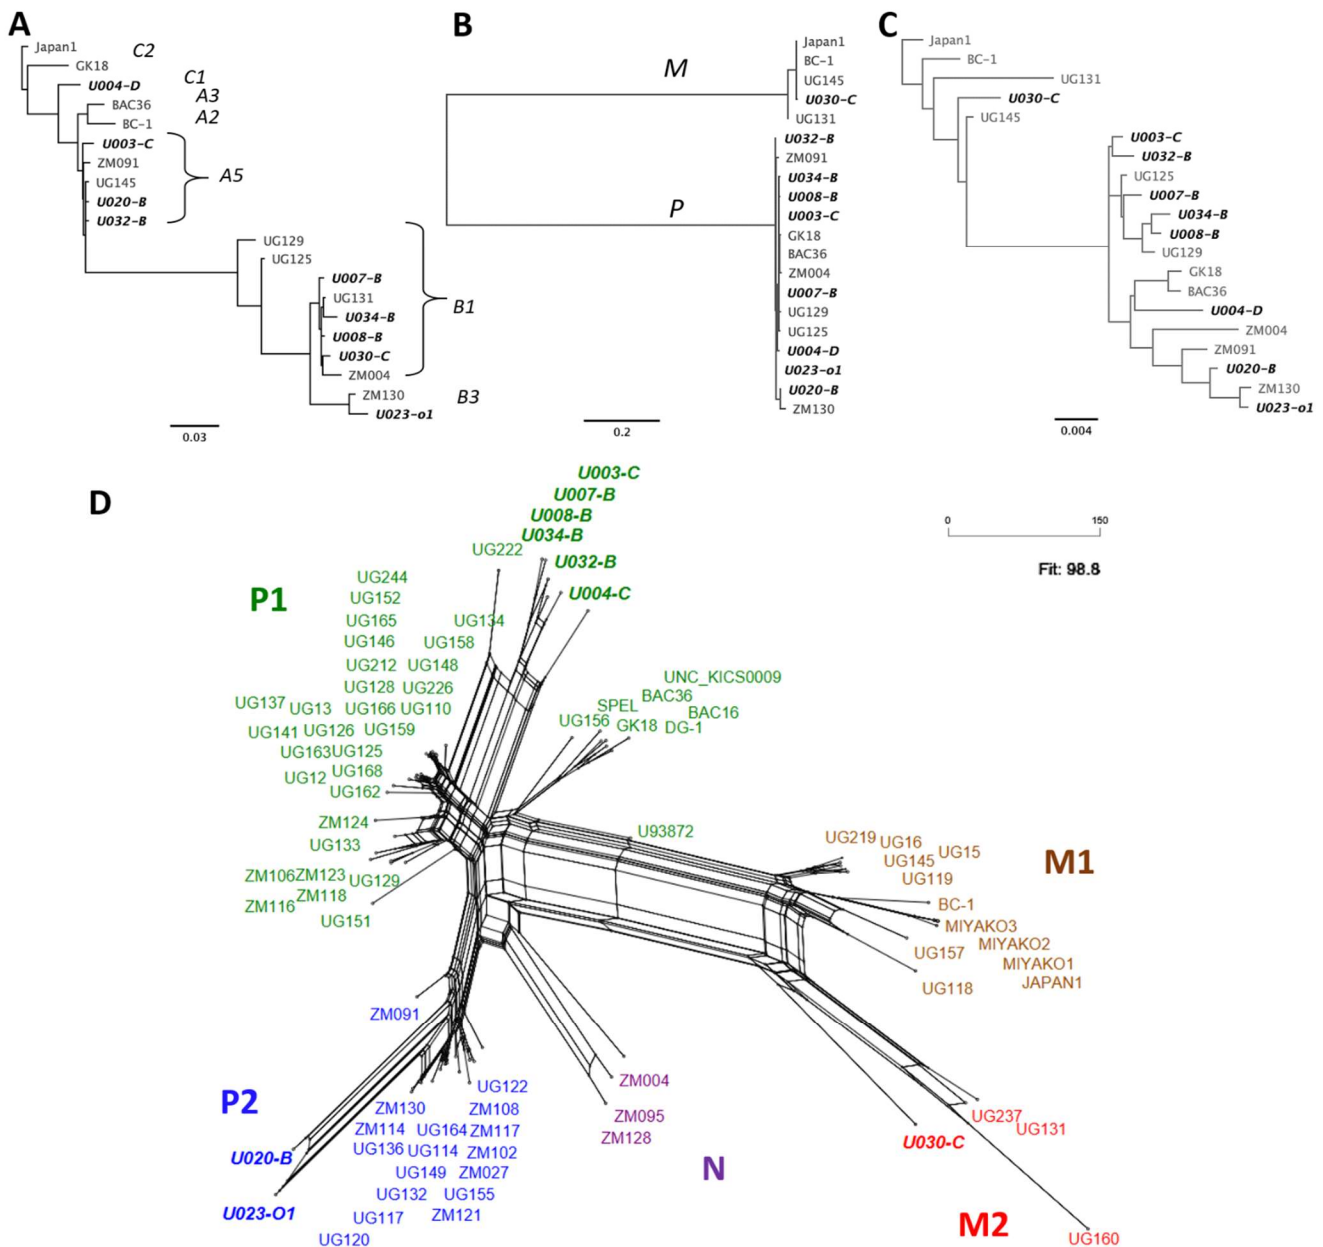 A
Japan1
C2
GK18
U004-D
C1
A3
BAC36
A2
BC-1
U003-C
ZM091
UG145
A5
U020-B
U032-B
UG129
UG125
U007-B
UG131
B1
U034-B
U008-B
U030-C
ZM004
ZM130
B3
U023-o1
0.03
B
M
Japan1
BC-1
UG145
U030-C
UG131
U032-B
ZM091
U034-B
U008-B
P
U003-C
GK18
BAC36
ZM004
U007-B
UG129
UG125
U004-D
U023-o1
U020-B
ZM130
0.2
C
Japan1
BC-1
UG131
U030-C
UG145
U003-C
U032-B
UG125
U007-B
U034-B
U008-B
UG129
GK18
BAC36
U004-D
ZM004
ZM091
U020-B
ZM130
U023-o1
0.004
D
U003-C
U007-B
U008-B
U034-B
UG222
U032-B
U004-C
0 150
Fit: 98.8
P1
UG244
UG152
UG165 UG134
UG146 UG158
UG212 UG148
UG128 UG226
UG137 UG13 UG166 UG110
UG141 UG126 UG159
UG163UG125
UG12 UG168
UG162
ZM124
UG133
ZM106ZM123 UG129
ZM116 ZM118
UG151
UNC_KICS0009
BAC36
SPEL BAC16
UG156 GK18 DG-1
U93872
UG219 UG16
UG145 UG15
UG119
M1
BC-1
MIYAKO3
UG157 MIYAKO2
MIYAKO1
UG118 JAPAN1
ZM091
P2
UG122
ZM130 ZM108
ZM114 UG164 ZM117
UG136 UG114 ZM102
UG149 ZM027
UG132 UG155
UG117 ZM121
UG120
U020-B
U023-O1
ZM004
ZM095
ZM128
N
UG237
UG131
U030-C
M2
UG160